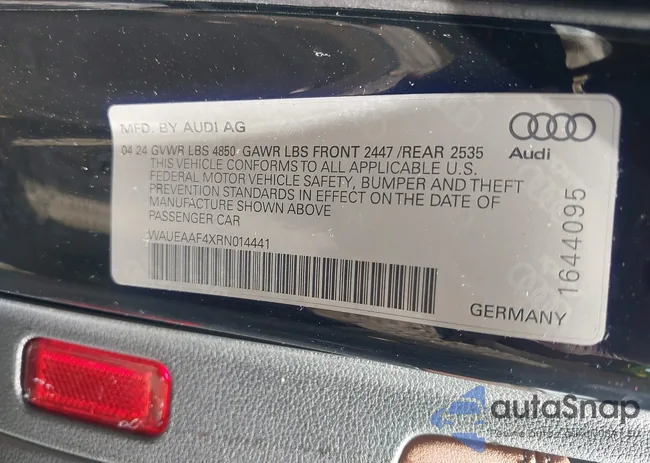 MFD. BY AUDI AG
04 24 GVWR LBS 4850 GAWR LBS FRONT 2447 /REAR 2535
THIS VEHICLE CONFORMS TO ALL APPLICABLE U.S.
FEDERAL MOTOR VEHICLE SAFETY, BUMPER AND THEFT
PREVENTION STANDARDS IN EFFECT ON THE DATE OF
MANUFACTURE SHOWN ABOVE
PASSENGER CAR
WAUEAAF4XRN014441
Audi
1644095
GERMANY
autoSnap